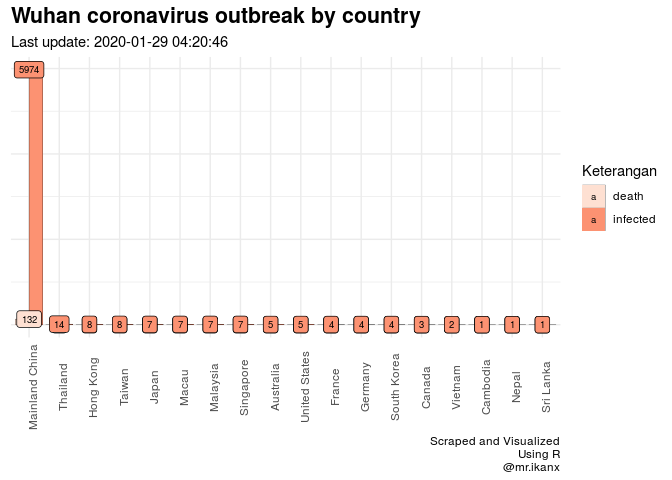 Wuhan coronavirus outbreak by country
Last update: 2020-01-29 04:20:46
5974
132
14
8
8
7
7
7
7
5
5
4
4
4
3
2
1
1
1
Mainland China
Thailand
Hong Kong
Taiwan
Japan
Macau
Malaysia
Singapore
Australia
United States
France
Germany
South Korea
Canada
Vietnam
Cambodia
Nepal
Sri Lanka
Keterangan
a death
a infected
Scraped and Visualized
Using R
@mr.ikanx